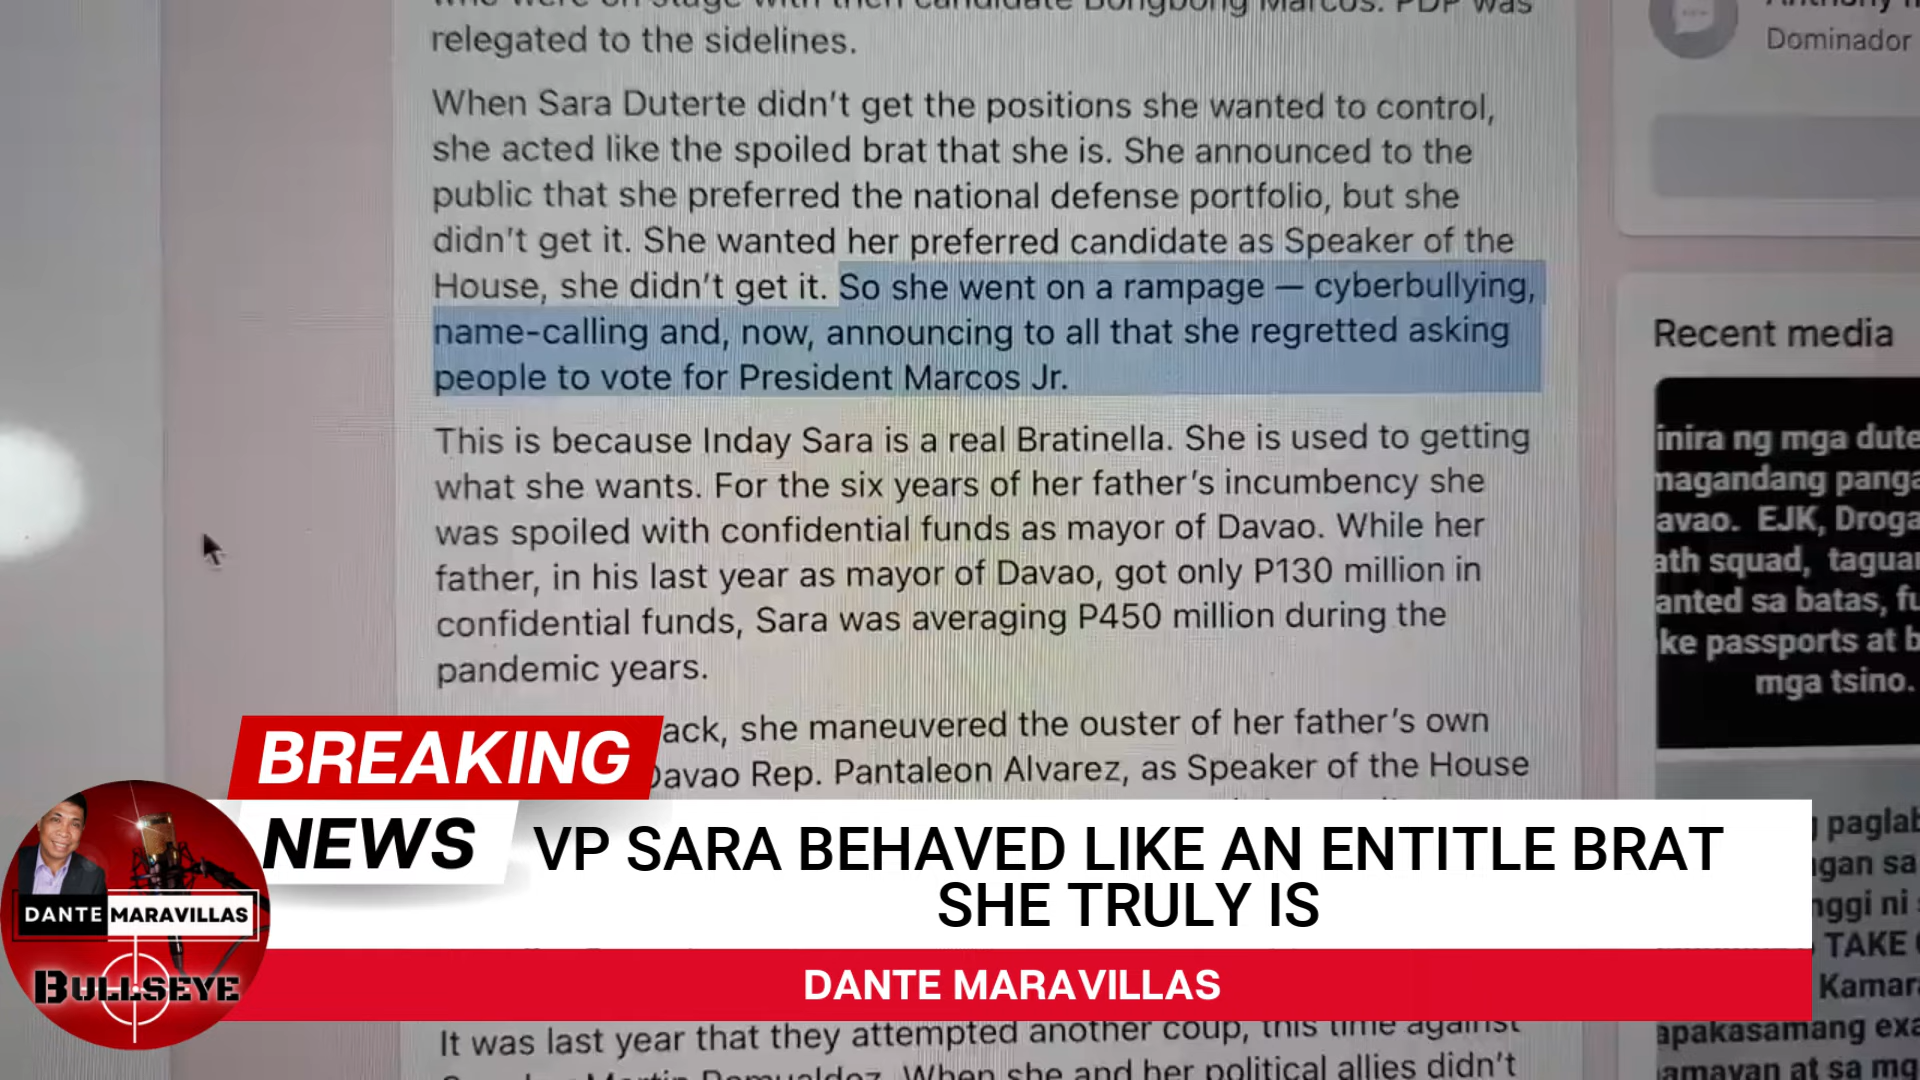 relegated to the sidelines.
When Sara Duterte didn't get the positions she wanted to control,
she acted like the spoiled brat that she is. She announced to the
public that she preferred the national defense portfolio, but she
didn't get it. She wanted her preferred candidate as Speaker of the
House, she didn't get it. So she went on a rampage — cyberbullying,
name-calling and, now, announcing to all that she regretted asking
people to vote for President Marcos Jr.
This is because Inday Sara is a real Bratinella. She is used to getting
what she wants. For the six years of her father's incumbency she
was spoiled with confidential funds as mayor of Davao. While her
father, in his last year as mayor of Davao, got only P130 million in
confidential funds, Sara was averaging P450 million during the
pandemic years.
ack, she maneuvered the ouster of her father's own
Davao Rep. Pantaleon Alvarez, as Speaker of the House
It was last year that they attempted another coup, this time against
When she and her political allies didn't
Dominador
Recent media
inira ng mga dute
magandang panga
avao. EJK, Droga
ath squad, taguan
anted sa batas, fu
ke passports at b
mga tsino.
paglab
gan sa
nggi ni
TAKE
Kamara
apakasamang exa
amayan at sa mg
BREAKING
NEWS
VP SARA BEHAVED LIKE AN ENTITLE BRAT
SHE TRULY IS
DANTE MARAVILLAS
DANTE MARAVILLAS
BULLSEYE